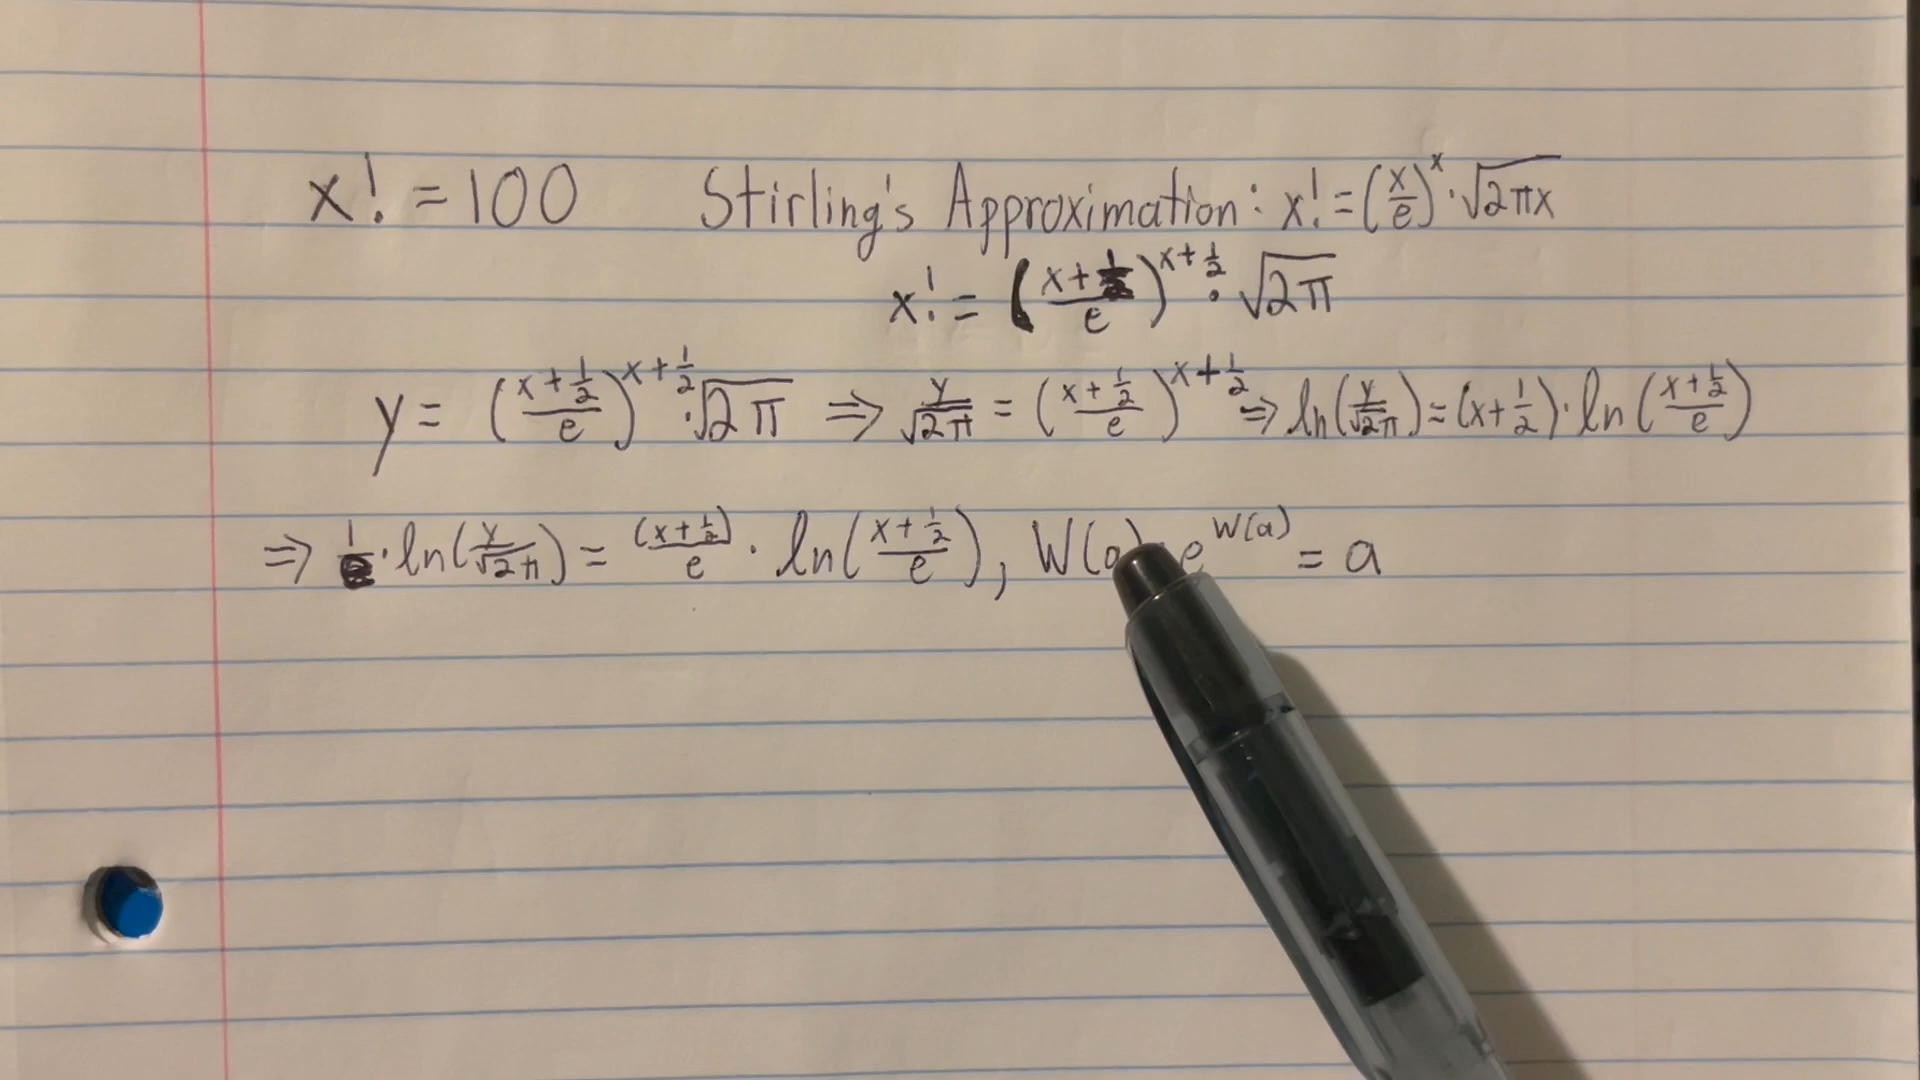 x! = 100 Stirling's Approximation: x! = (x/e)^x · √(2πx)
x! = ((x + 1/2)/e)^(x + 1/2) · √(2π)
y = ((x + 1/2)/e)^(x + 1/2) · √(2π) ⇒ y/√(2π) = ((x + 1/2)/e)^(x + 1/2) ⇒ ln(y/√(2π)) = (x + 1/2) · ln((x + 1/2)/e)
⇒ 1/e · ln(y/√(2π)) = (x + 1/2)/e · ln((x + 1/2)/e), W(a) · e^(W(a)) = a